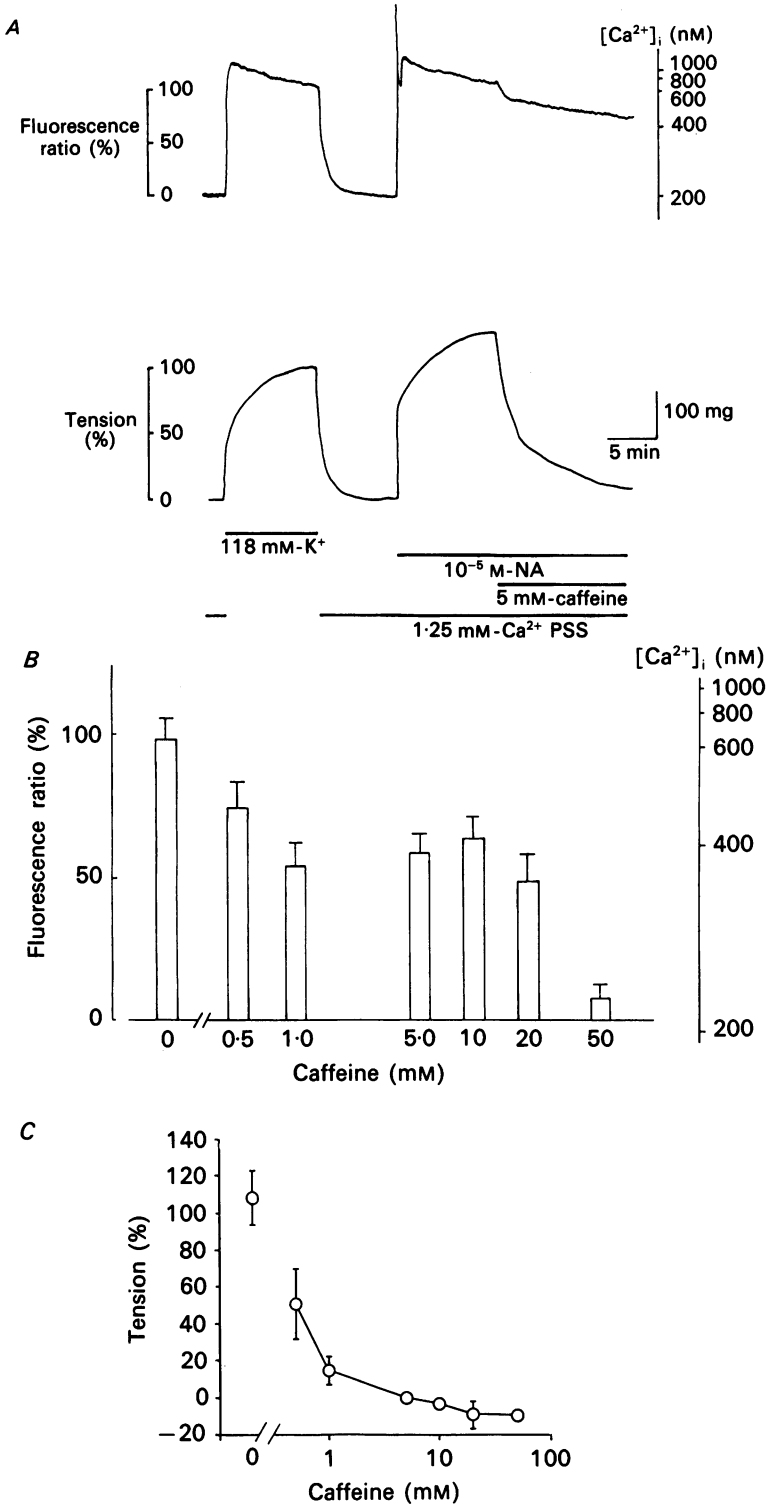 A
[Ca²⁺]ᵢ (nM)
Fluorescence
ratio (%)
100
50
0
1000
800
600
400
200
Tension
(%)
100
50
0
100 mg
5 min
118 mM-K⁺
10⁻⁵ M-NA
5 mM-caffeine
1·25 mM-Ca²⁺ PSS
B
[Ca²⁺]ᵢ (nM)
Fluorescence ratio (%)
100
50
0
1000
800
600
400
200
0 0·5 1·0 5·0 10 20 50
Caffeine (mM)
C
Tension (%)
140
120
100
80
60
40
20
0
−20
0 1 10 100
Caffeine (mM)